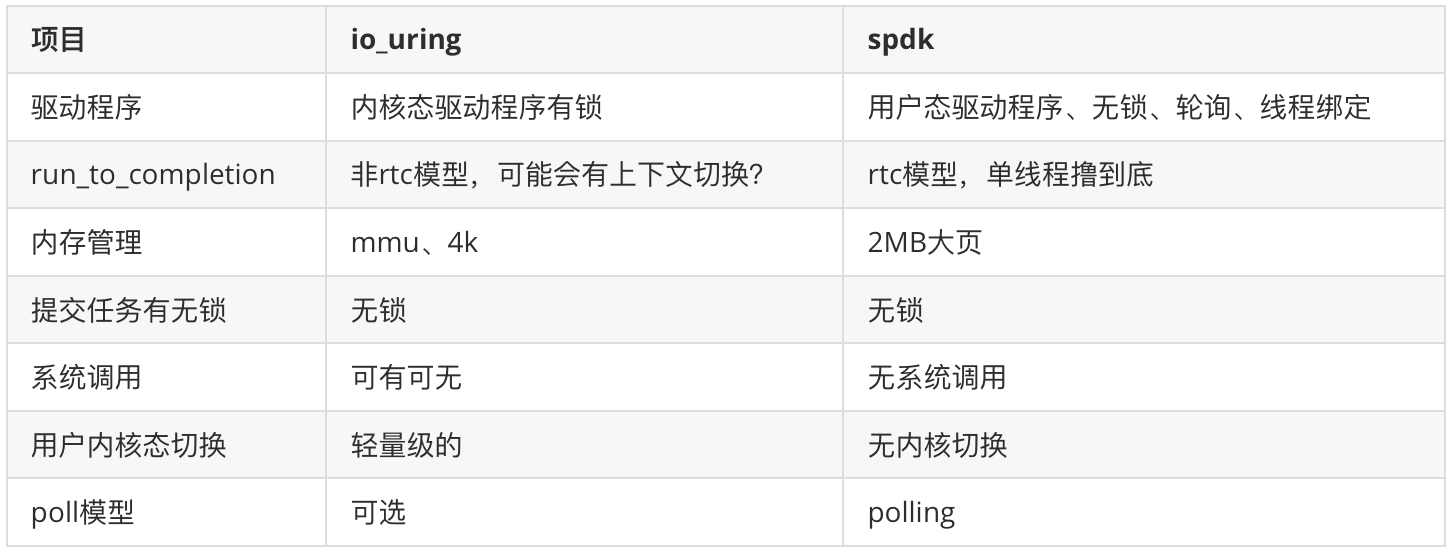 项目 io_uring spdk
驱动程序 内核态驱动程序有锁 用户态驱动程序、无锁、轮询、线程绑定
run_to_completion 非rtc模型，可能会有上下文切换？ rtc模型，单线程撸到底
内存管理 mmu、4k 2MB大页
提交任务有无锁 无锁 无锁
系统调用 可有可无 无系统调用
用户内核态切换 轻量级的 无内核切换
poll模型 可选 polling